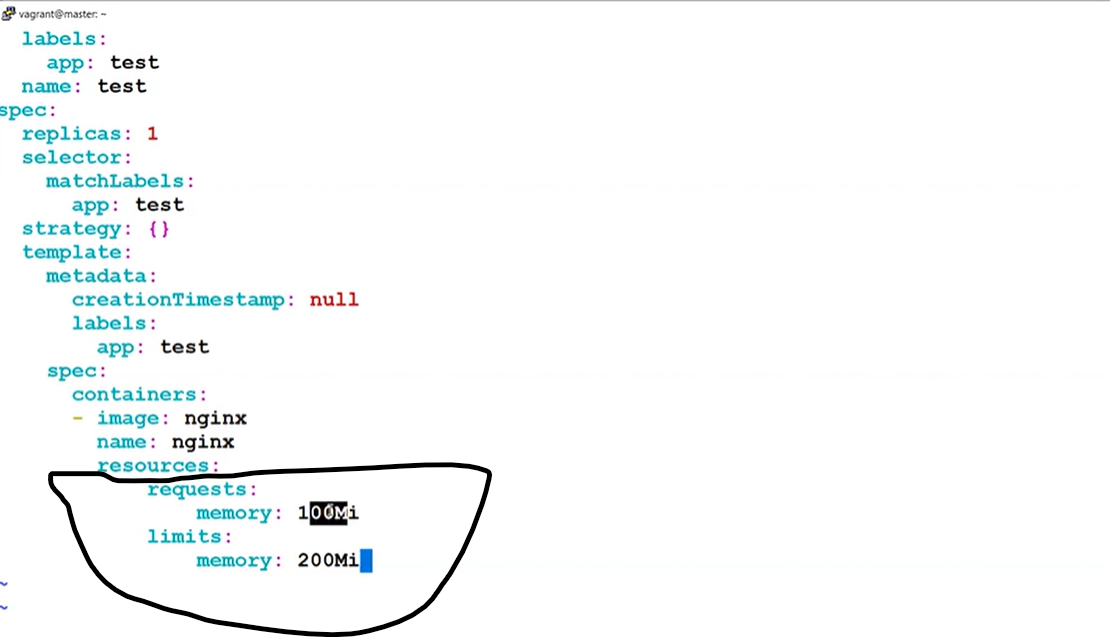 vagrant@master: ~
labels:
app: test
name: test
spec:
replicas: 1
selector:
matchLabels:
app: test
strategy: {}
template:
metadata:
creationTimestamp: null
labels:
app: test
spec:
containers:
- image: nginx
name: nginx
resources:
requests:
memory: 100Mi
limits:
memory: 200Mi
~
~